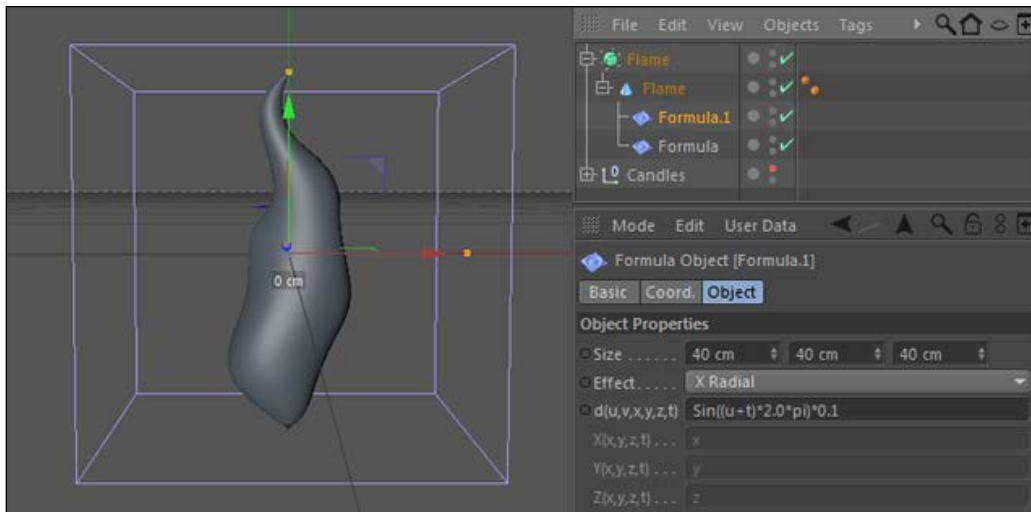 File Edit View Objects Tags
Flame
Flame
Formula.1
Formula
Candles
0 cm
Mode Edit User Data
Formula Object [Formula.1]
Basic Coord. Object
Object Properties
Size . . . . . . 40 cm 40 cm 40 cm
Effect . . . . . X Radial
d(u,v,x,y,z,t) Sin((u+t)*2.0*pi)*0.1
X(x,y,z,t) . . . x
Y(x,y,z,t) . . . y
Z(x,y,z,t) . . . z